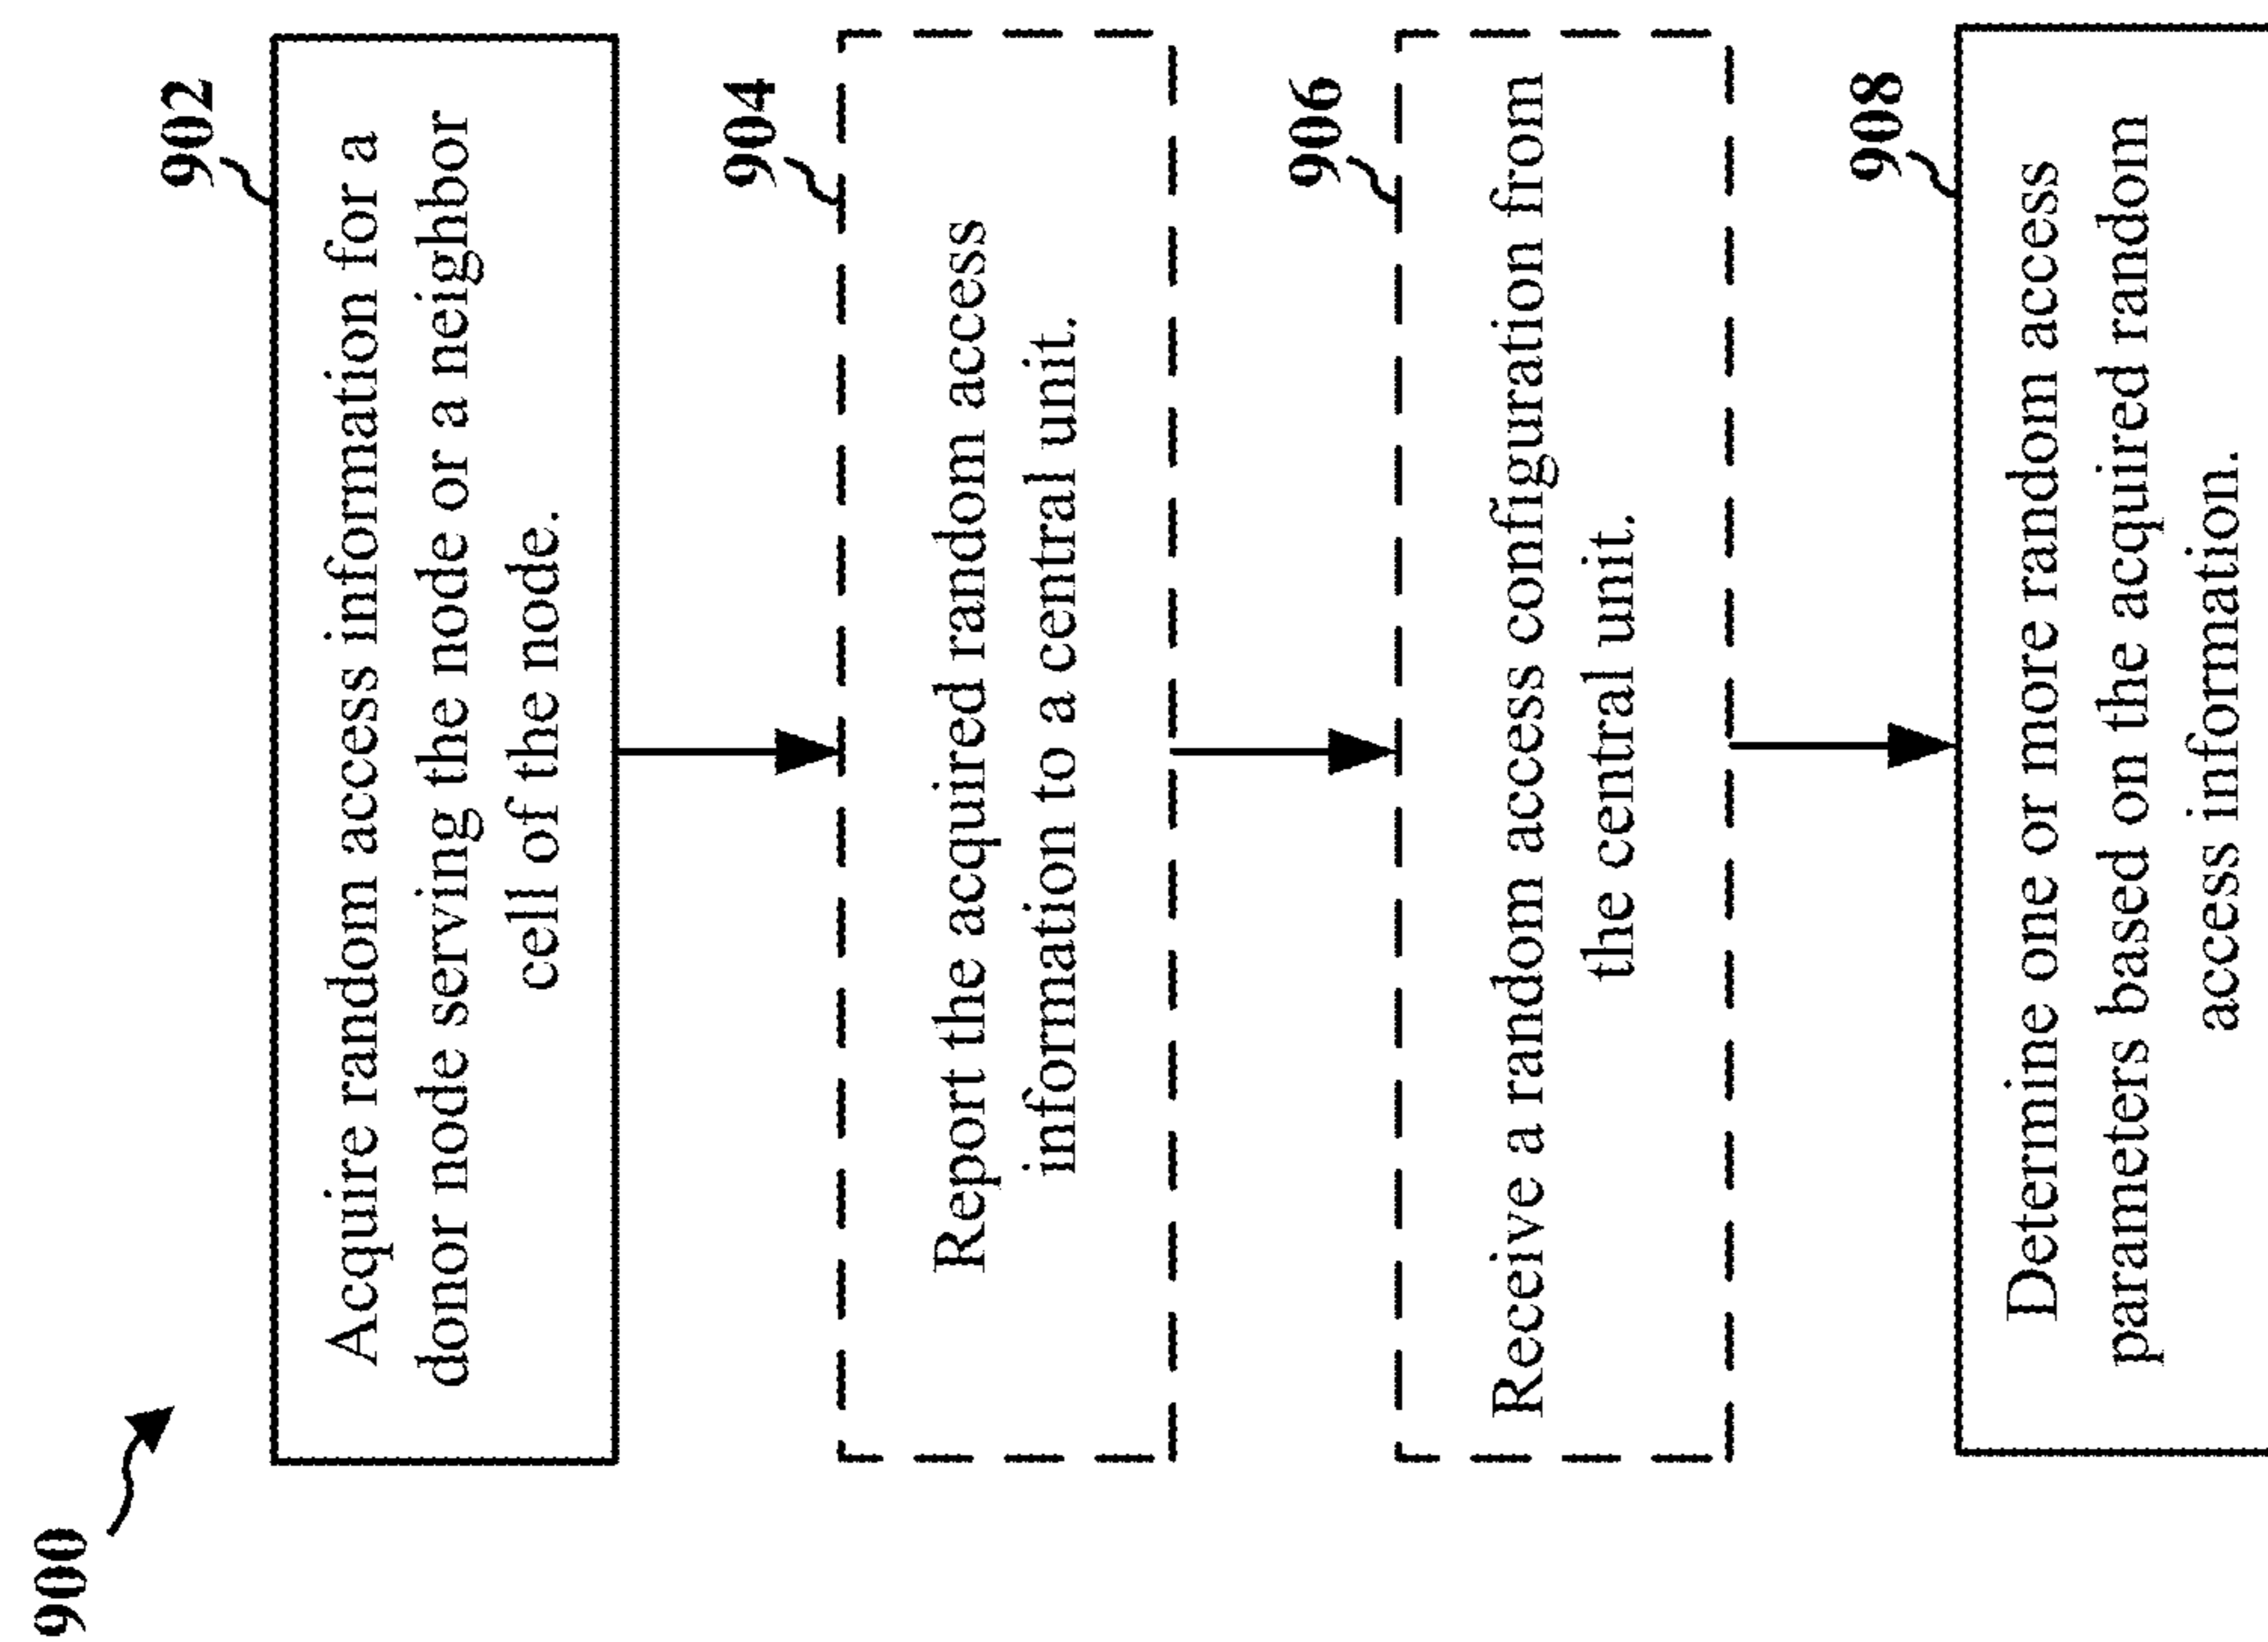 900
902
Acquire random access information for a
donor node serving the node or a neighbor
cell of the node.
904
Report the acquired random access
information to a central unit.
906
Receive a random access configuration from
the central unit.
908
Determine one or more random access
parameters based on the acquired random
access information.